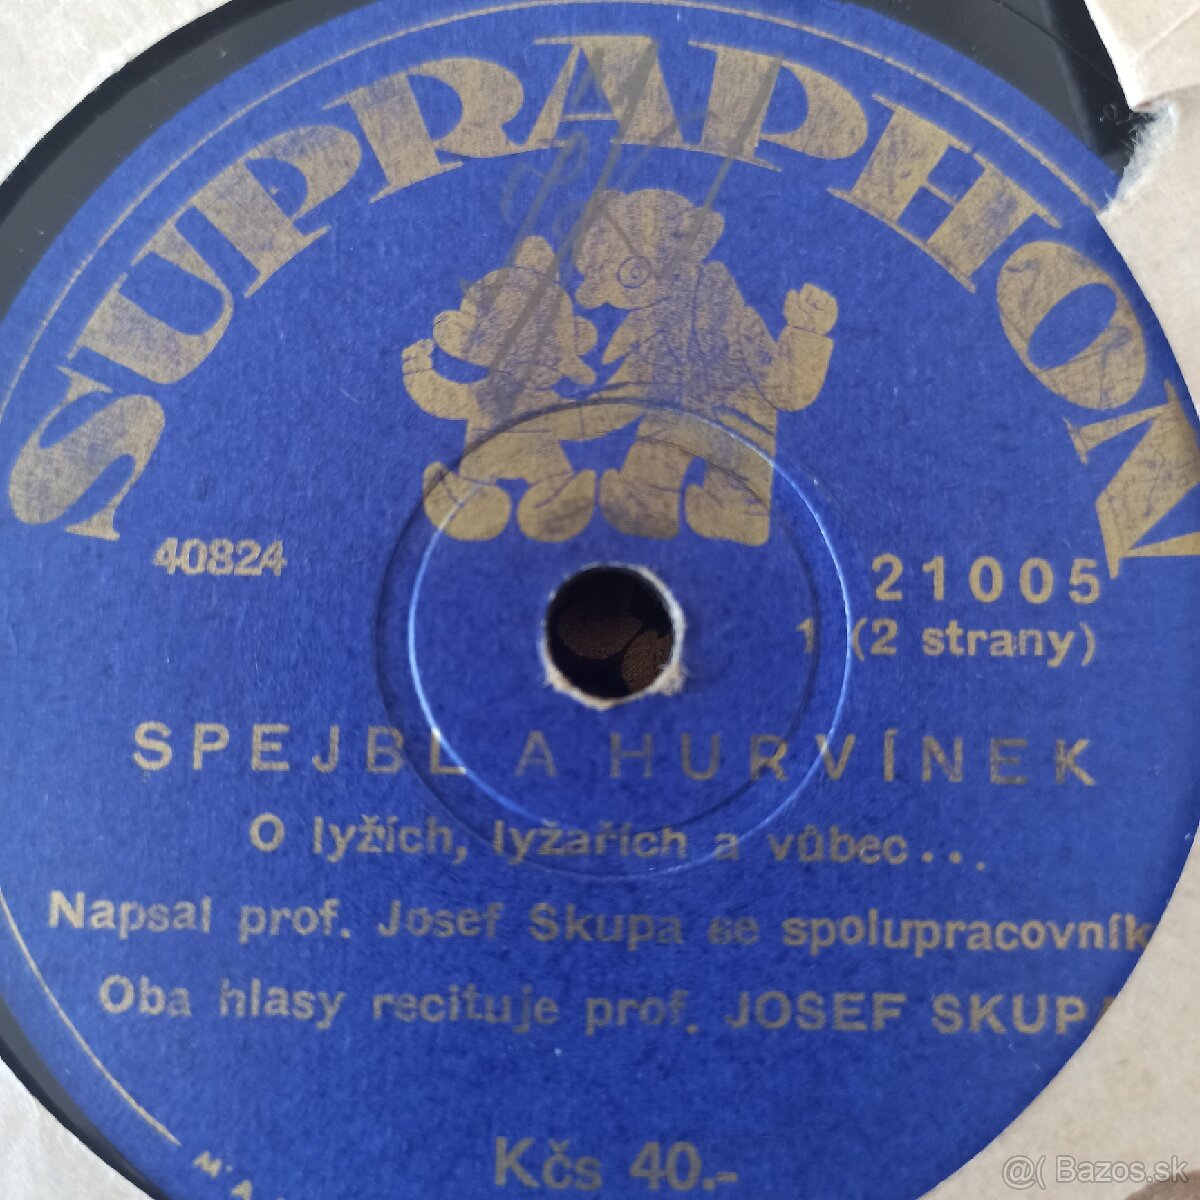 SUPRAPHON
40824
21005
1 (2 strany)
SPEJBL A HURVÍNEK
O lyžích, lyžařích a vůbec...
Napsal prof. Josef Skupa se spolupracovník
Oba hlasy recituje prof. JOSEF SKUPA
Kčs 40.-
@( Bazos.sk